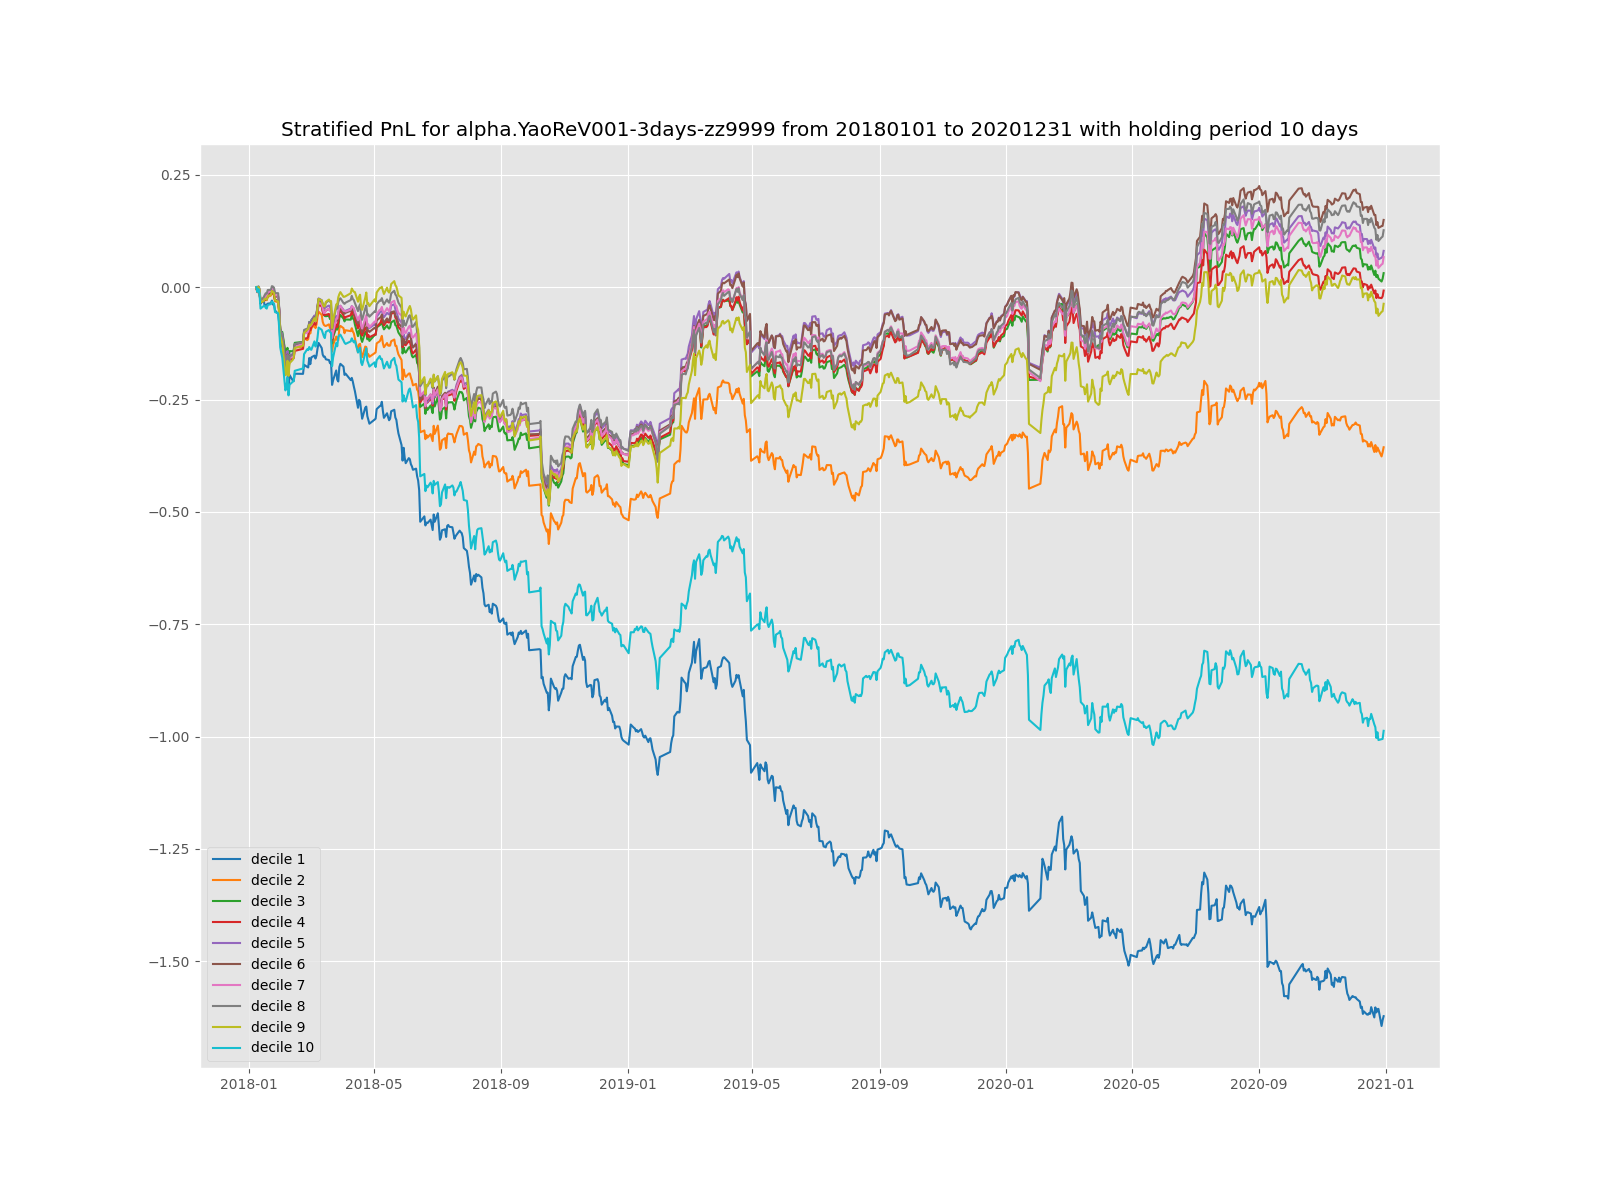 Stratified PnL for alpha.YaoReV001-3days-zz9999 from 20180101 to 20201231 with holding period 10 days
0.25
0.00
−0.25
−0.50
−0.75
−1.00
−1.25
−1.50
decile 1
decile 2
decile 3
decile 4
decile 5
decile 6
decile 7
decile 8
decile 9
decile 10
2018-01 2018-05 2018-09 2019-01 2019-05 2019-09 2020-01 2020-05 2020-09 2021-01